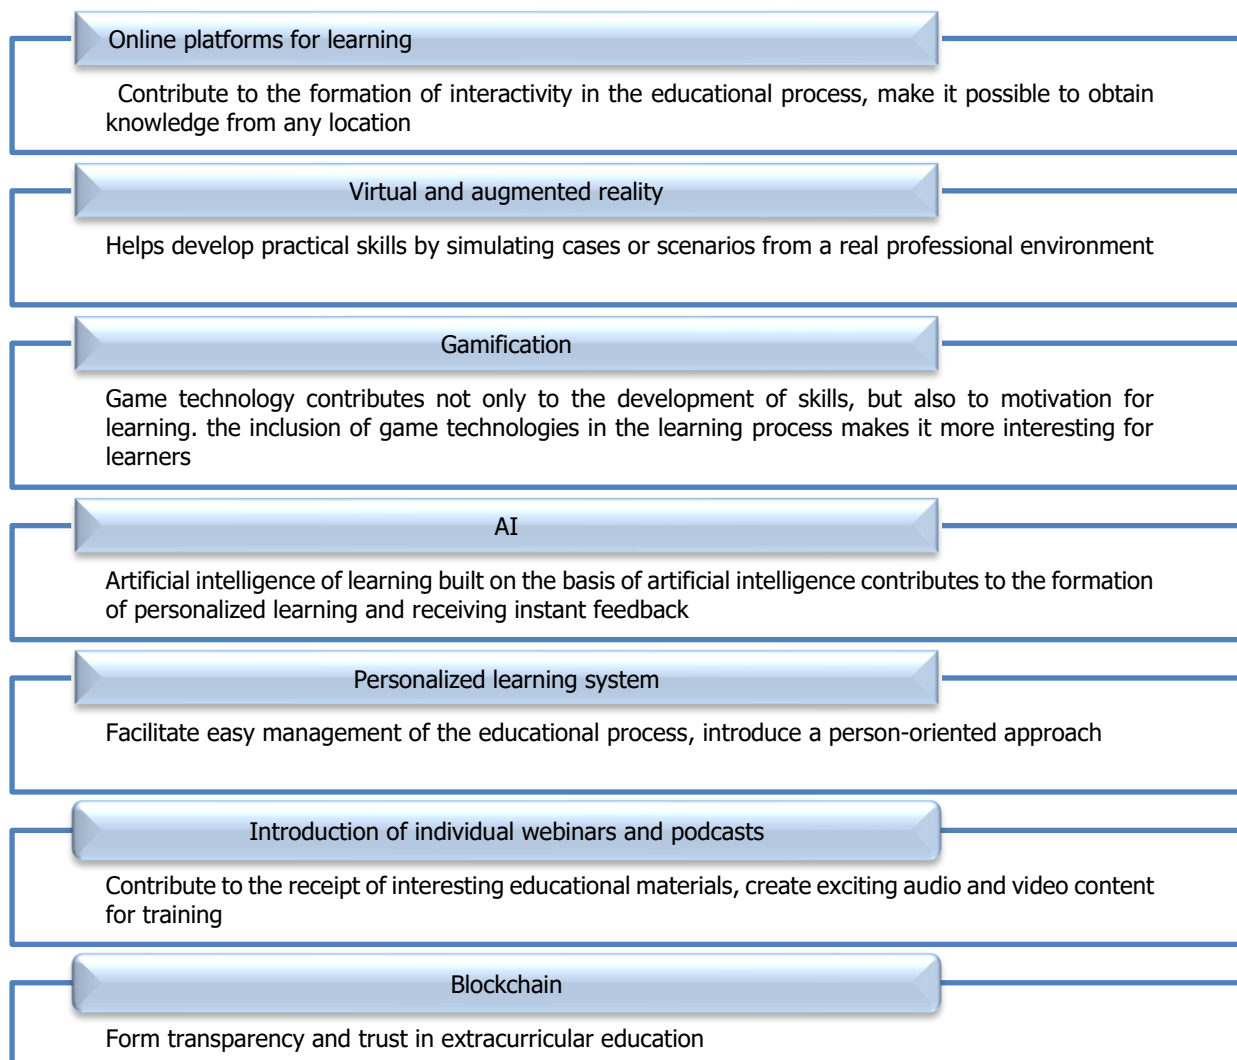 Online platforms for learning
Contribute to the formation of interactivity in the educational process, make it possible to obtain
knowledge from any location
Virtual and augmented reality
Helps develop practical skills by simulating cases or scenarios from a real professional environment
Gamification
Game technology contributes not only to the development of skills, but also to motivation for
learning. the inclusion of game technologies in the learning process makes it more interesting for
learners
AI
Artificial intelligence of learning built on the basis of artificial intelligence contributes to the formation
of personalized learning and receiving instant feedback
Personalized learning system
Facilitate easy management of the educational process, introduce a person-oriented approach
Introduction of individual webinars and podcasts
Contribute to the receipt of interesting educational materials, create exciting audio and video content
for training
Blockchain
Form transparency and trust in extracurricular education